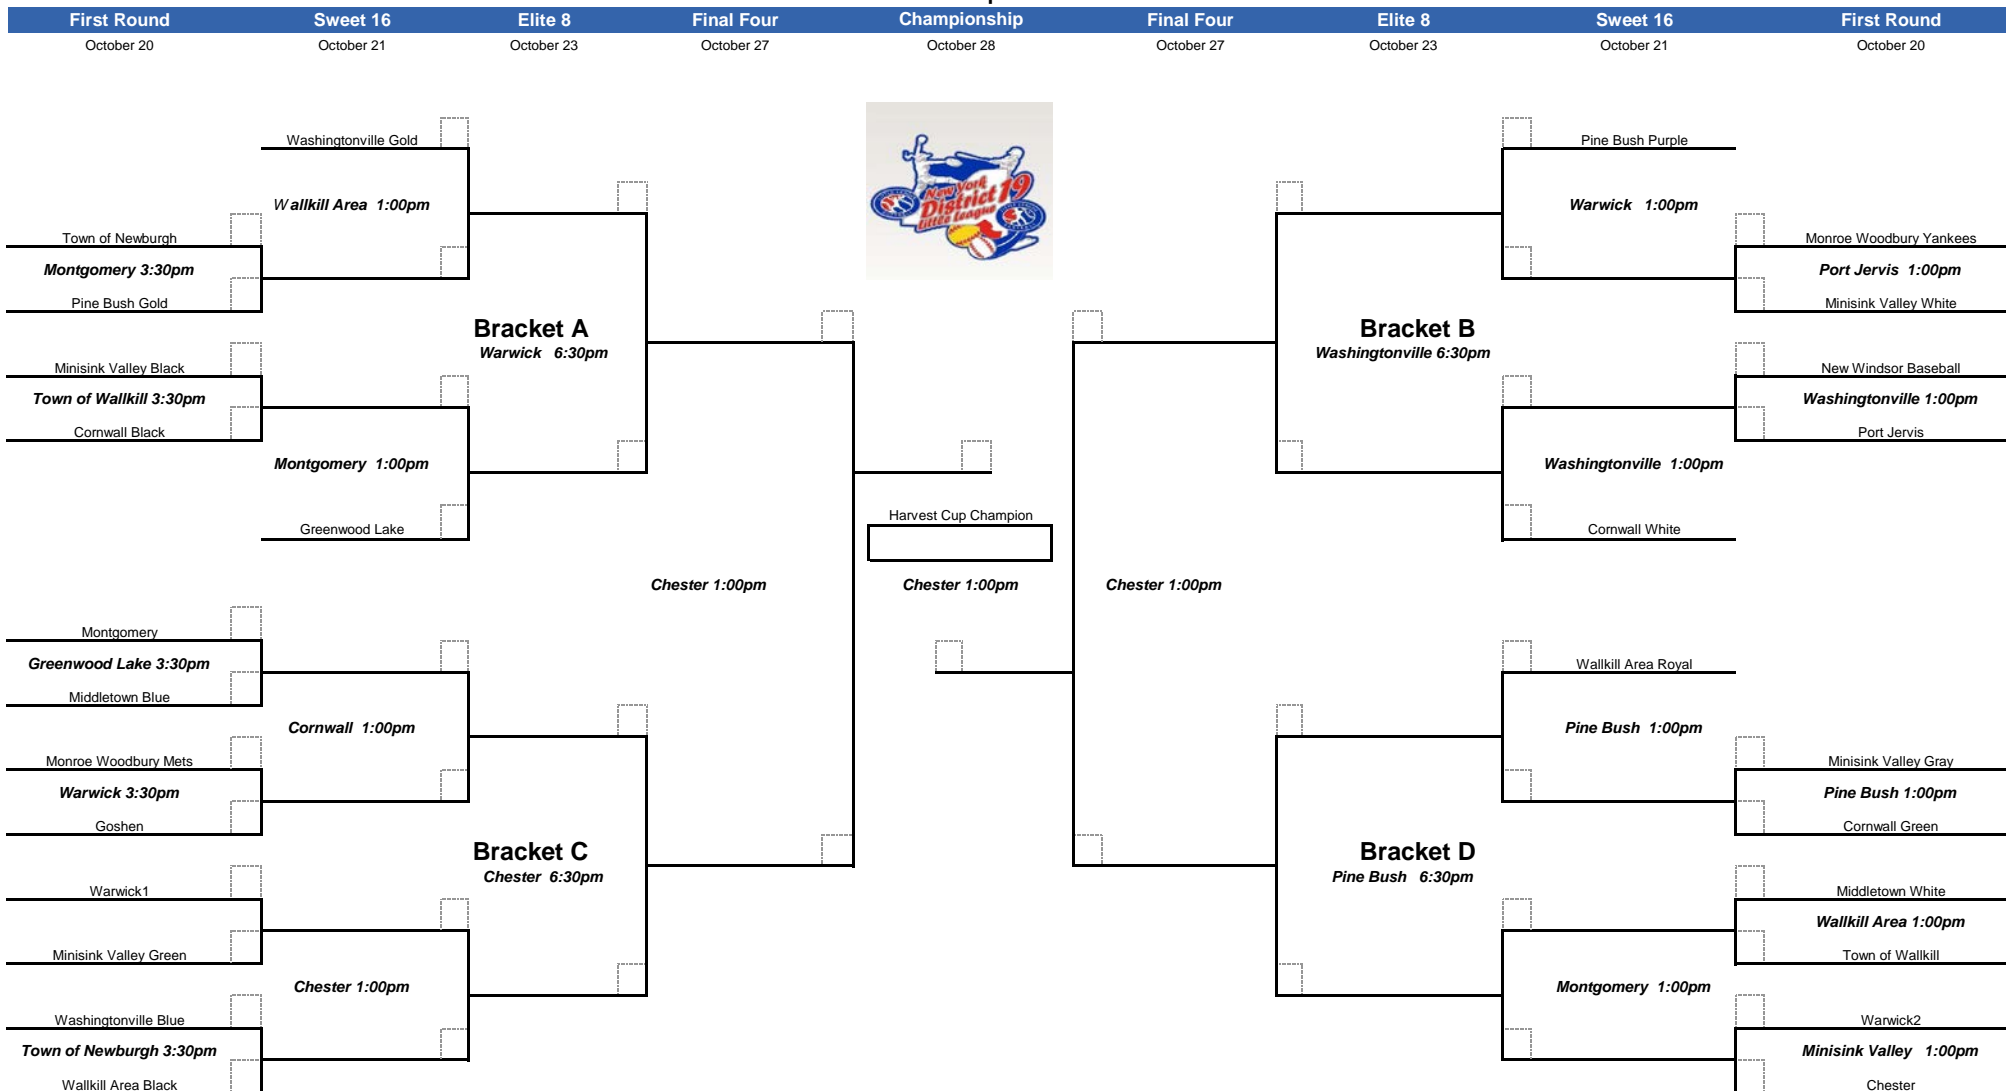 First Round Sweet 16 Elite 8 Final Four Championship Final Four Elite 8 Sweet 16 First Round
October 20 October 21 October 23 October 27 October 28 October 27 October 23 October 21 October 20
Washingtonville Gold Pine Bush Purple
New York
District 19
little league
Wallkill Area 1:00pm Warwick 1:00pm
Town of Newburgh Monroe Woodbury Yankees
Montgomery 3:30pm Port Jervis 1:00pm
Pine Bush Gold Minisink Valley White
Bracket A Bracket B
Warwick 6:30pm Washingtonville 6:30pm
Minisink Valley Black New Windsor Baseball
Town of Wallkill 3:30pm Washingtonville 1:00pm
Cornwall Black Port Jervis
Montgomery 1:00pm Washingtonville 1:00pm
Harvest Cup Champion
Greenwood Lake Cornwall White
Chester 1:00pm Chester 1:00pm Chester 1:00pm
Montgomery
Greenwood Lake 3:30pm Wallkill Area Royal
Middletown Blue
Cornwall 1:00pm Pine Bush 1:00pm
Monroe Woodbury Mets Minisink Valley Gray
Warwick 3:30pm Pine Bush 1:00pm
Goshen Cornwall Green
Bracket C Bracket D
Chester 6:30pm Pine Bush 6:30pm
Warwick1 Middletown White
Wallkill Area 1:00pm
Minisink Valley Green Town of Wallkill
Chester 1:00pm Montgomery 1:00pm
Washingtonville Blue Warwick2
Town of Newburgh 3:30pm Minisink Valley 1:00pm
Wallkill Area Black Chester